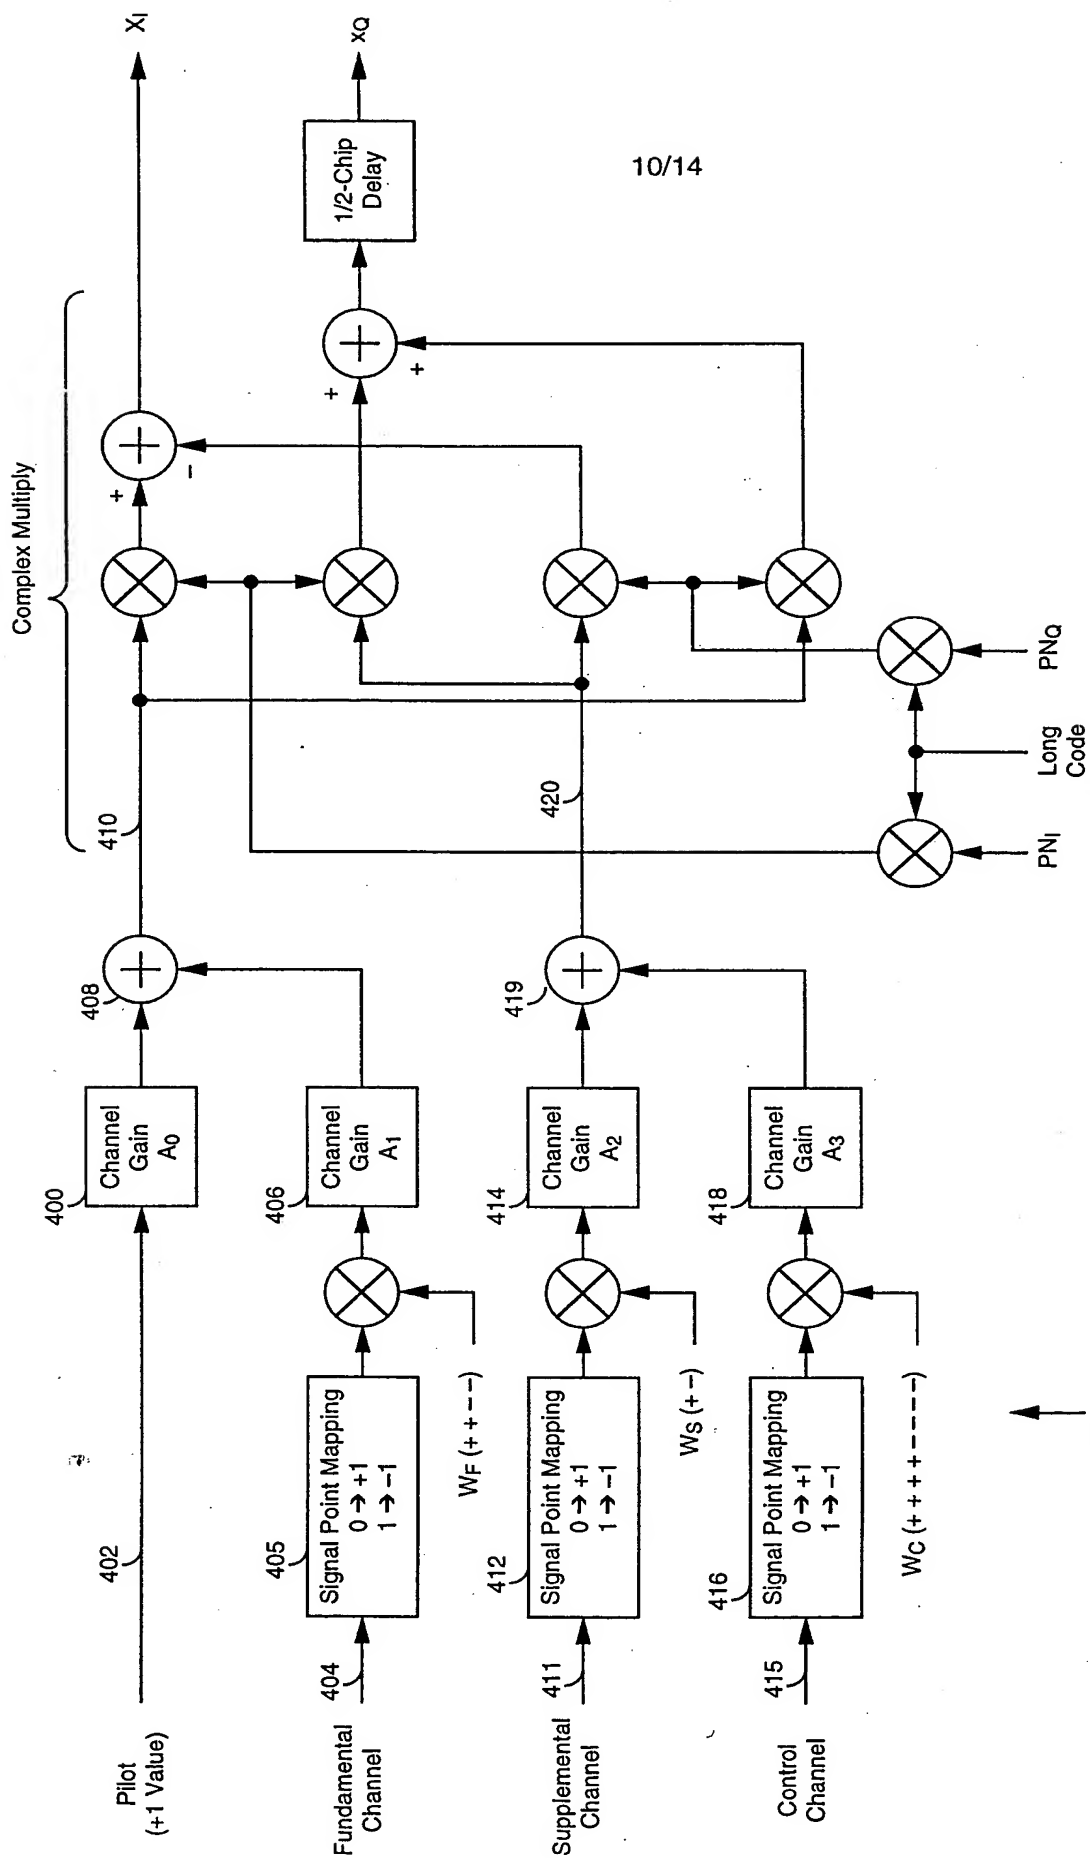 10/14
Complex Multiply
Pilot
(+1 Value)
402
400
Channel
Gain
A0
408
410
+
-
XI
Fundamental
Channel
404
405
Signal Point Mapping
0 → +1
1 → −1
WF (+ + − −)
406
Channel
Gain
A1
+
+
1/2-Chip
Delay
XQ
Supplemental
Channel
411
412
Signal Point Mapping
0 → +1
1 → −1
WS (+ −)
414
Channel
Gain
A2
419
420
Control
Channel
415
416
Signal Point Mapping
0 → +1
1 → −1
WC (+ + + + − − − −)
418
Channel
Gain
A3
PNI
Long
Code
PNQ